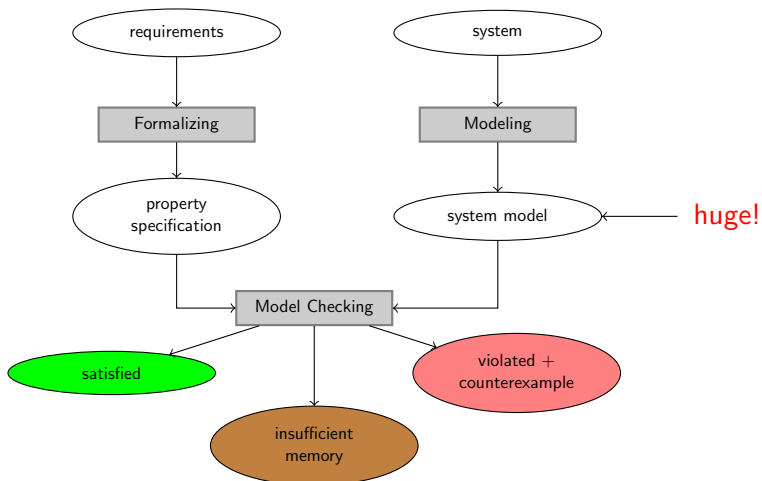 requirements
system
Formalizing
Modeling
property
specification
system model
huge!
Model Checking
satisfied
violated +
counterexample
insufficient
memory